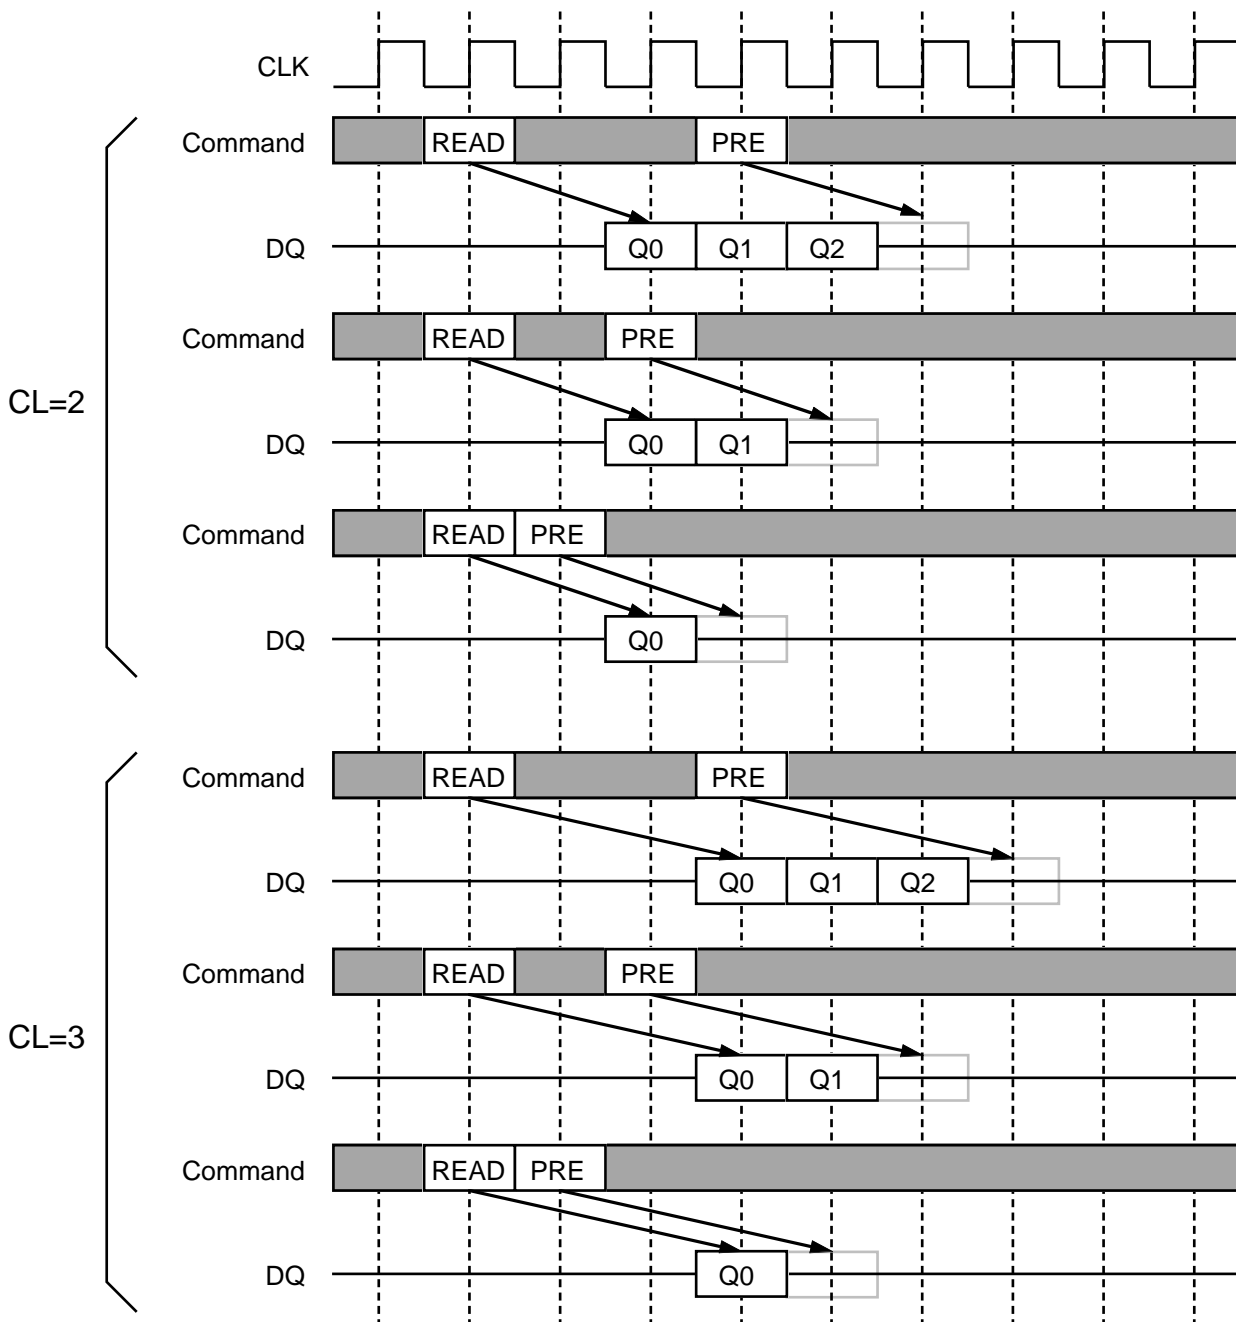 CLK
Command READ PRE
DQ Q0 Q1 Q2
Command READ PRE
CL=2
DQ Q0 Q1
Command READ PRE
DQ Q0
Command READ PRE
DQ Q0 Q1 Q2
Command READ PRE
CL=3
DQ Q0 Q1
Command READ PRE
DQ Q0